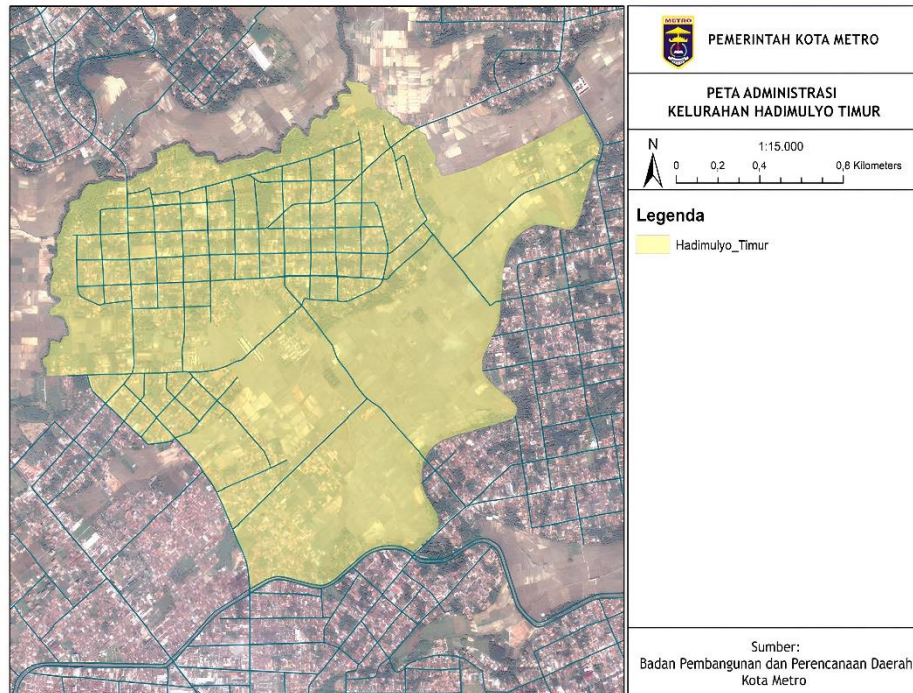 METRO
PEMERINTAH KOTA METRO
PETA ADMINISTRASI
KELURAHAN HADIMULYO TIMUR
N
1:15.000
0 0,2 0,4 0,8 Kilometers
Legenda
Hadimulyo_Timur
Sumber:
Badan Pembangunan dan Perencanaan Daerah
Kota Metro